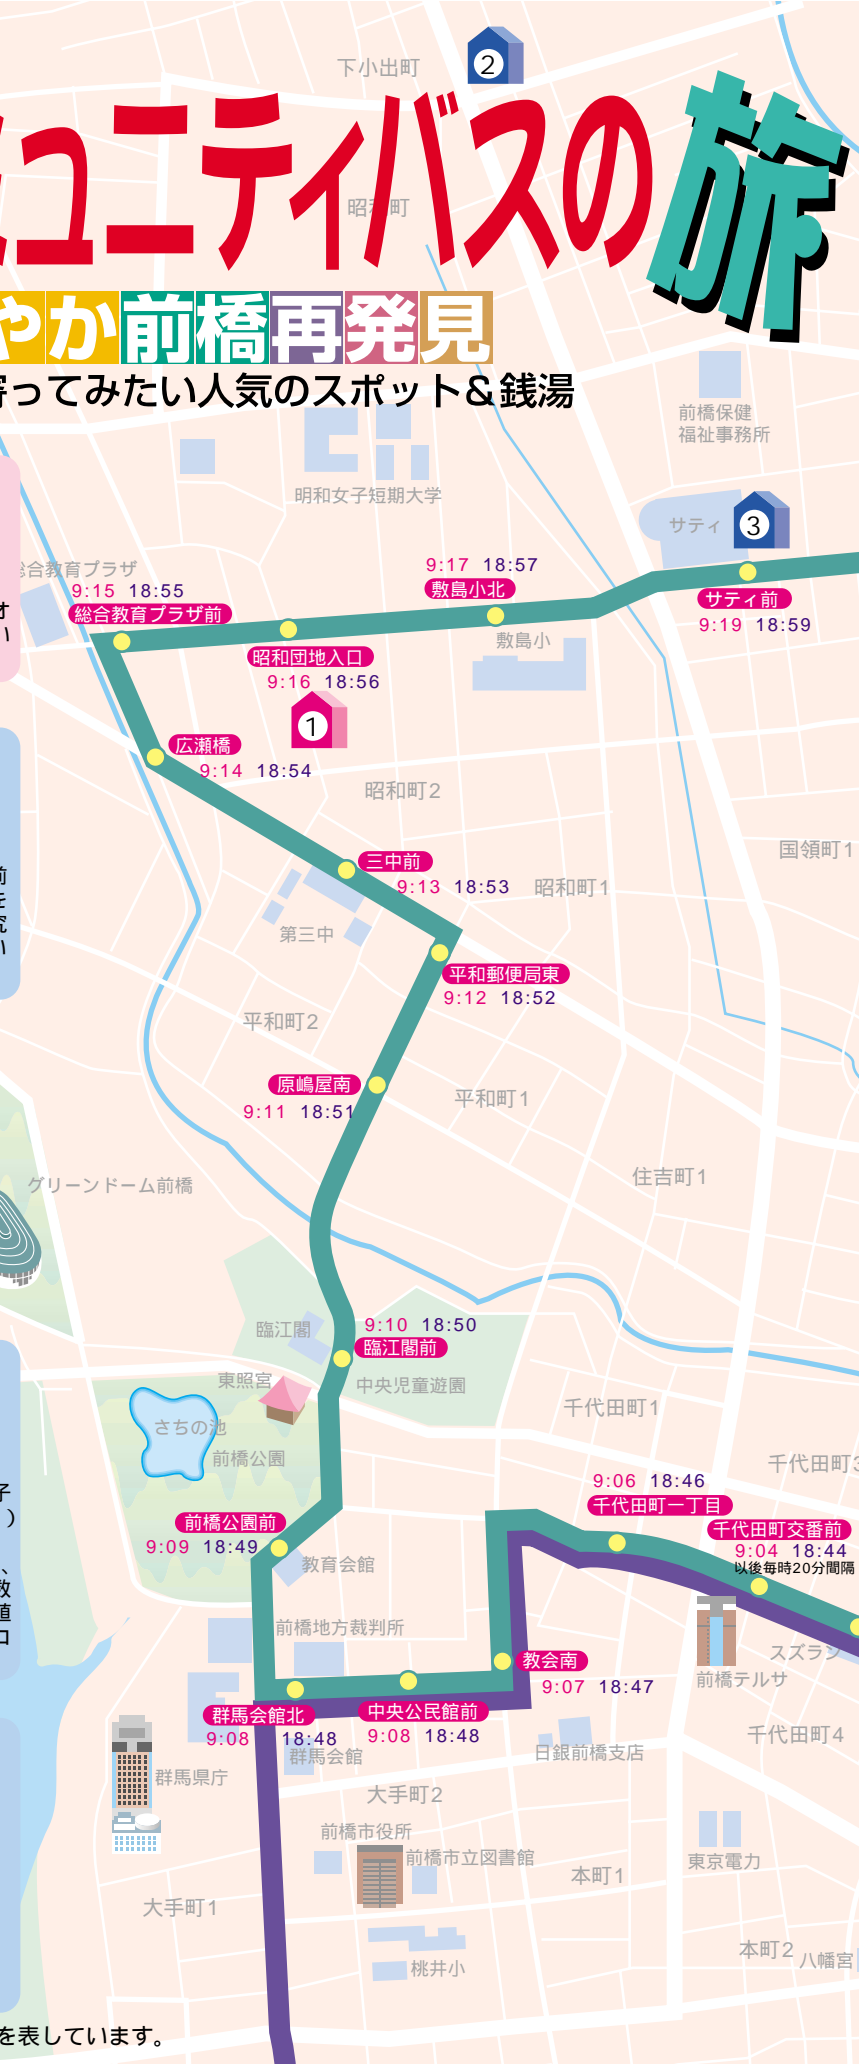 下小出町
2
ミュニティバスの旅
昭和町
やか前橋再発見
寄ってみたい人気のスポット&銭湯
前橋保健
福祉事務所
明和女子短期大学
サティ
3
総合教育プラザ
9:15 18:55
総合教育プラザ前
9:17 18:57
敷島小北
サティ前
9:19 18:59
オ
い
敷島小
昭和団地入口
9:16 18:56
1
広瀬橋
9:14 18:54
昭和町2
国領町1
三中前
9:13 18:53
昭和町1
前
を
究
い
第三中
平和郵便局東
9:12 18:52
平和町2
原嶋屋南
9:11 18:51
平和町1
住吉町1
グリーンドーム前橋
9:10 18:50
臨江閣
臨江閣前
東照宮
中央児童遊園
千代田町1
さちの池
前橋公園
千代田町3
9:06 18:46
千代田町一丁目
子
)
、
数
値
コ
前橋公園前
9:09 18:49
千代田町交番前
9:04 18:44
以後毎時20分間隔
教育会館
前橋地方裁判所
教会南
9:07 18:47
スズラン
前橋テルサ
群馬会館北
9:08 18:48
中央公民館前
9:08 18:48
千代田町4
群馬会館
日銀前橋支店
群馬県庁
大手町2
前橋市役所
前橋市立図書館
東京電力
本町1
大手町1
本町2
八幡宮
桃井小
を表しています。